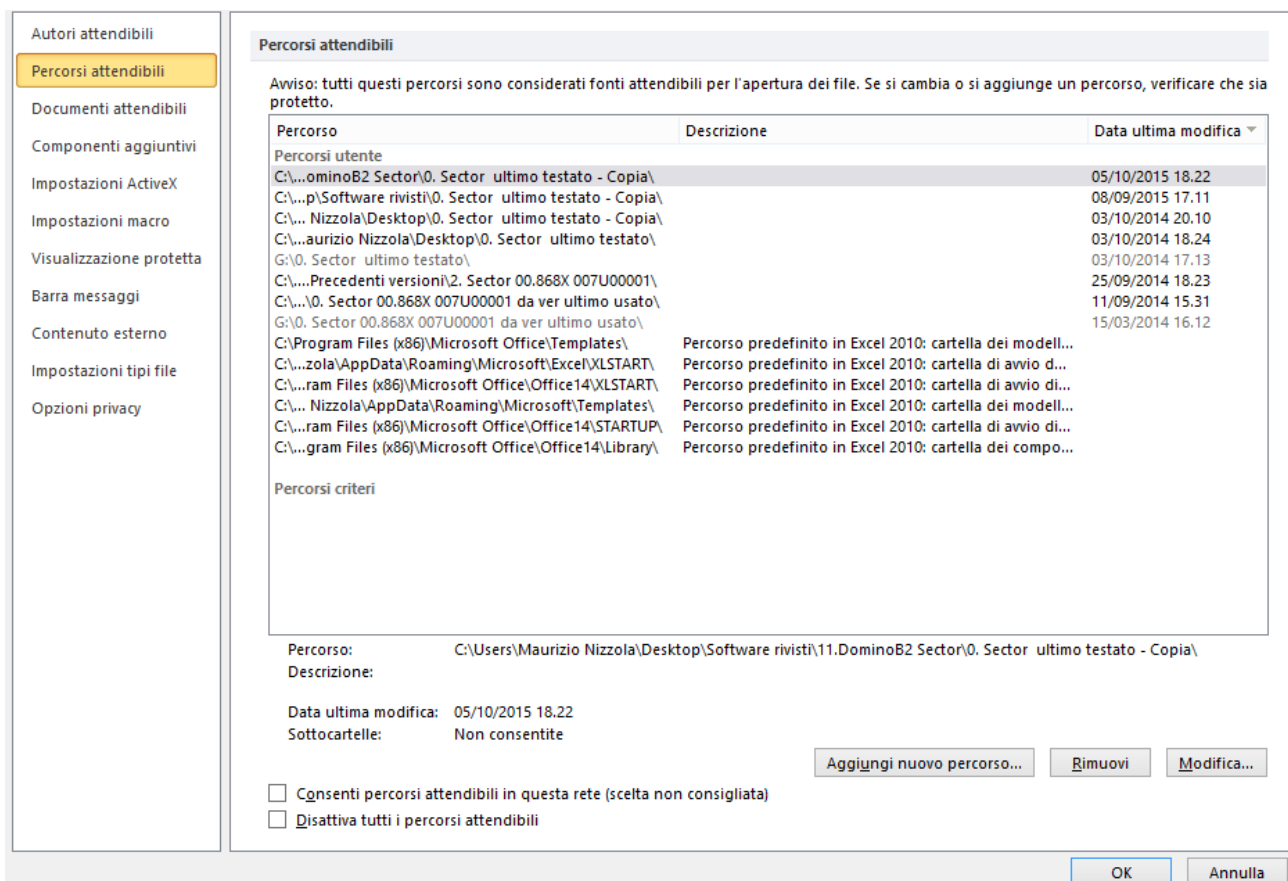 Autori attendibili
Percorsi attendibili
Documenti attendibili
Componenti aggiuntivi
Impostazioni ActiveX
Impostazioni macro
Visualizzazione protetta
Barra messaggi
Contenuto esterno
Impostazioni tipi file
Opzioni privacy
Percorsi attendibili
Avviso: tutti questi percorsi sono considerati fonti attendibili per l'apertura dei file. Se si cambia o si aggiunge un percorso, verificare che sia
protetto.
Percorso Descrizione Data ultima modifica
Percorsi utente
C:\...ominoB2 Sector\0. Sector  ultimo testato - Copia\ 05/10/2015 18.22
C:\...p\Software rivisti\0. Sector  ultimo testato - Copia\ 08/09/2015 17.11
C:\... Nizzola\Desktop\0. Sector  ultimo testato - Copia\ 03/10/2014 20.10
C:\...aurizio Nizzola\Desktop\0. Sector  ultimo testato\ 03/10/2014 18.24
G:\0. Sector  ultimo testato\ 03/10/2014 17.13
C:\....Precedenti versioni\2. Sector 00.868X 007U00001\ 25/09/2014 18.23
C:\...\0. Sector 00.868X 007U00001 da ver ultimo usato\ 11/09/2014 15.31
G:\0. Sector 00.868X 007U00001 da ver ultimo usato\ 15/03/2014 16.12
C:\Program Files (x86)\Microsoft Office\Templates\ Percorso predefinito in Excel 2010: cartella dei modell...
C:\...zola\AppData\Roaming\Microsoft\Excel\XLSTART\ Percorso predefinito in Excel 2010: cartella di avvio d...
C:\...ram Files (x86)\Microsoft Office\Office14\XLSTART\ Percorso predefinito in Excel 2010: cartella di avvio di...
C:\... Nizzola\AppData\Roaming\Microsoft\Templates\ Percorso predefinito in Excel 2010: cartella dei modell...
C:\...ram Files (x86)\Microsoft Office\Office14\STARTUP\ Percorso predefinito in Excel 2010: cartella di avvio di...
C:\...gram Files (x86)\Microsoft Office\Office14\Library\ Percorso predefinito in Excel 2010: cartella dei compo...
Percorsi criteri
Percorso: C:\Users\Maurizio Nizzola\Desktop\Software rivisti\11.DominoB2 Sector\0. Sector  ultimo testato - Copia\
Descrizione:
Data ultima modifica: 05/10/2015 18.22
Sottocartelle: Non consentite
Aggiungi nuovo percorso... Rimuovi Modifica...
Consenti percorsi attendibili in questa rete (scelta non consigliata)
Disattiva tutti i percorsi attendibili
OK Annulla